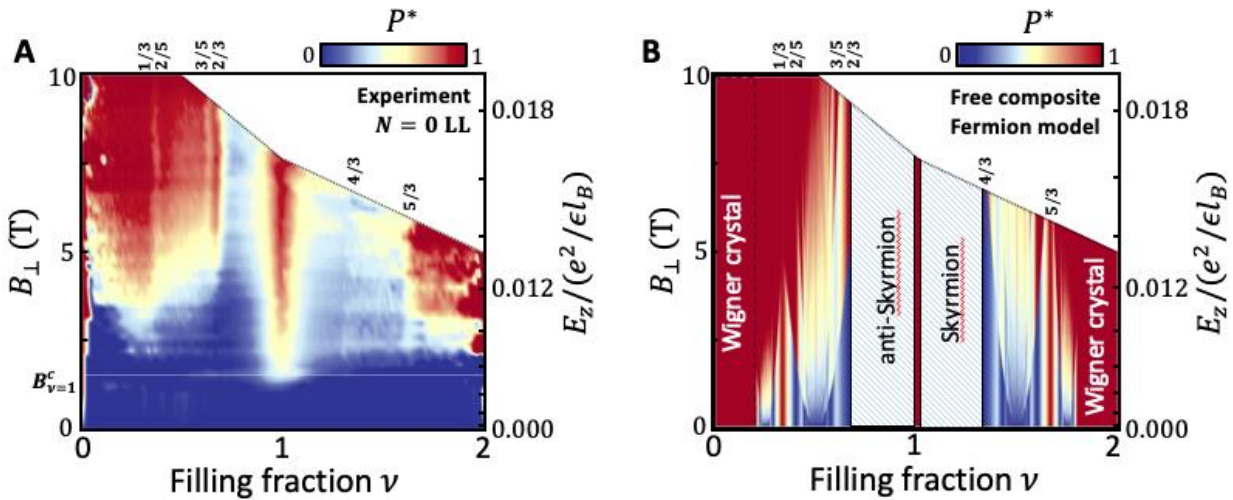 A
P*
0
1
1/3
2/5
3/5
2/3
Experiment
N = 0 LL
4/3
5/3
10
5
0
B⊥ (T)
B^c_ν=1
0.018
0.012
0.000
E_z/(e²/ϵl_B)
0
1
2
Filling fraction ν
B
P*
0
1
1/3
2/5
3/5
2/3
Free composite
Fermion model
4/3
5/3
10
5
0
B⊥ (T)
Wigner crystal
anti-Skyrmion
Skyrmion
Wigner crystal
0.018
0.012
0.000
E_z/(e²/ϵl_B)
0
1
2
Filling fraction ν